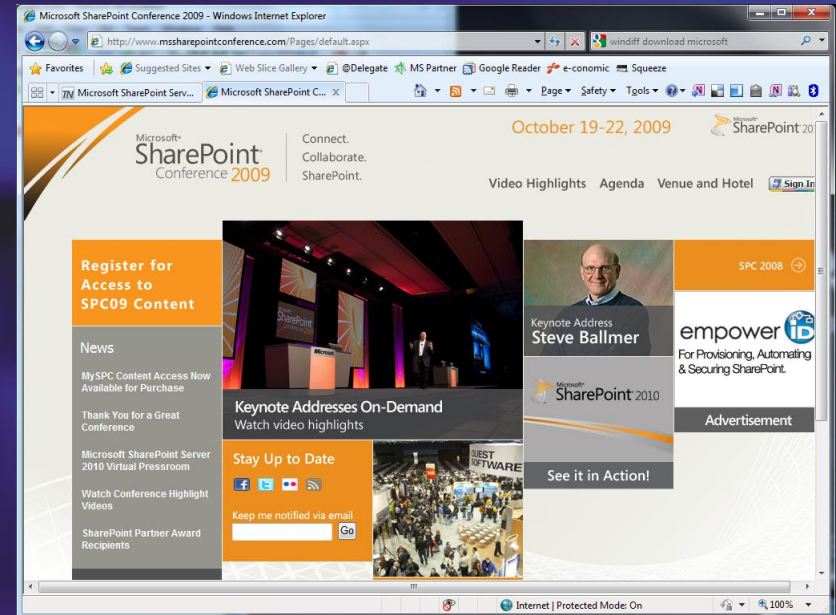 Microsoft SharePoint Conference 2009 - Windows Internet Explorer
http://www.mssharepointconference.com/Pages/default.aspx
windiff download microsoft
Favorites
Suggested Sites
Web Slice Gallery
@Delegate
MS Partner
Google Reader
e-conomic
Squeeze
Microsoft SharePoint Serv...
Microsoft SharePoint C...
Page
Safety
Tools
Microsoft
SharePoint
Conference 2009
Connect.
Collaborate.
SharePoint.
October 19-22, 2009
Microsoft
SharePoint 20
Video Highlights
Agenda
Venue and Hotel
Sign In
Register for
Access to
SPC09 Content
News
MySPC Content Access Now
Available for Purchase
Thank You for a Great
Conference
Microsoft SharePoint Server
2010 Virtual Pressroom
Watch Conference Highlight
Videos
SharePoint Partner Award
Recipients
SharePoint
Microsoft
Keynote Addresses On-Demand
Watch video highlights
Stay Up to Date
Keep me notified via email
Go
QUEST
SOFTWARE
Keynote Address
Steve Ballmer
Microsoft
SharePoint 2010
See it in Action!
SPC 2008
empower ID
For Provisioning, Automating
& Securing SharePoint.
Advertisement
Internet | Protected Mode: On
100%